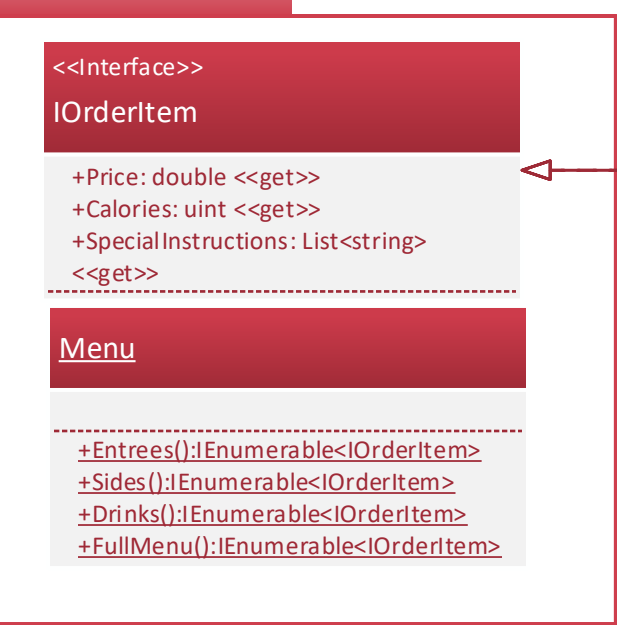 <<Interface>>
IOrderItem
+Price: double <<get>>
+Calories: uint <<get>>
+SpecialInstructions: List<string>
<<get>>
Menu
+Entrees():IEnumerable<IOrderItem>
+Sides():IEnumerable<IOrderItem>
+Drinks():IEnumerable<IOrderItem>
+FullMenu():IEnumerable<IOrderItem>